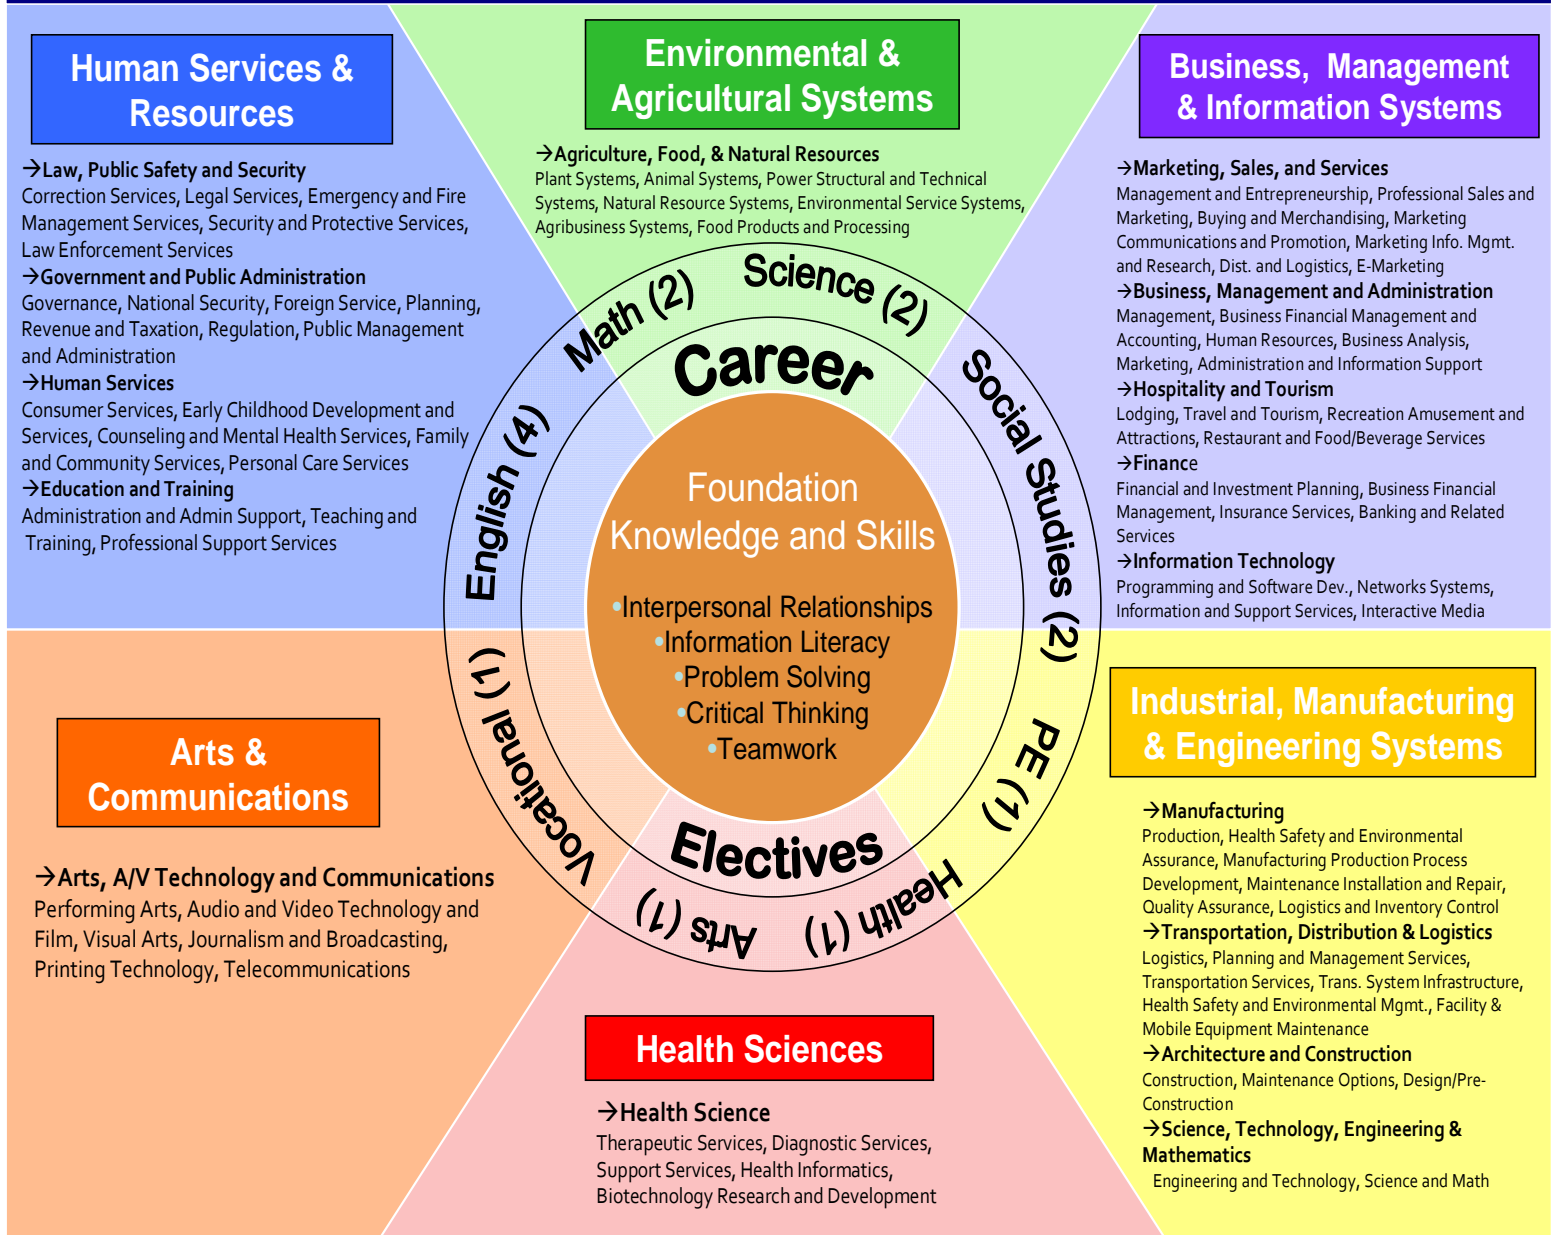 Human Services &
Resources
→Law, Public Safety and Security
Correction Services, Legal Services, Emergency and Fire
Management Services, Security and Protective Services,
Law Enforcement Services
→Government and Public Administration
Governance, National Security, Foreign Service, Planning,
Revenue and Taxation, Regulation, Public Management
and Administration
→Human Services
Consumer Services, Early Childhood Development and
Services, Counseling and Mental Health Services, Family
and Community Services, Personal Care Services
→Education and Training
Administration and Admin Support, Teaching and
Training, Professional Support Services
Environmental &
Agricultural Systems
→Agriculture, Food, & Natural Resources
Plant Systems, Animal Systems, Power Structural and Technical
Systems, Natural Resource Systems, Environmental Service Systems,
Agribusiness Systems, Food Products and Processing
Business, Management
& Information Systems
→Marketing, Sales, and Services
Management and Entrepreneurship, Professional Sales and
Marketing, Buying and Merchandising, Marketing
Communications and Promotion, Marketing Info. Mgmt.
and Research, Dist. and Logistics, E-Marketing
→Business, Management and Administration
Management, Business Financial Management and
Accounting, Human Resources, Business Analysis,
Marketing, Administration and Information Support
→Hospitality and Tourism
Lodging, Travel and Tourism, Recreation Amusement and
Attractions, Restaurant and Food/Beverage Services
→Finance
Financial and Investment Planning, Business Financial
Management, Insurance Services, Banking and Related
Services
→Information Technology
Programming and Software Dev., Networks Systems,
Information and Support Services, Interactive Media
English (4)
Math (2)
Science (2)
Social Studies (2)
PE (1)
Health (1)
Arts (1)
Vocational (1)
Career
Foundation
Knowledge and Skills
•Interpersonal Relationships
•Information Literacy
•Problem Solving
•Critical Thinking
•Teamwork
Electives
Arts &
Communications
→Arts, A/V Technology and Communications
Performing Arts, Audio and Video Technology and
Film, Visual Arts, Journalism and Broadcasting,
Printing Technology, Telecommunications
Health Sciences
→Health Science
Therapeutic Services, Diagnostic Services,
Support Services, Health Informatics,
Biotechnology Research and Development
Industrial, Manufacturing
& Engineering Systems
→Manufacturing
Production, Health Safety and Environmental
Assurance, Manufacturing Production Process
Development, Maintenance Installation and Repair,
Quality Assurance, Logistics and Inventory Control
→Transportation, Distribution & Logistics
Logistics, Planning and Management Services,
Transportation Services, Trans. System Infrastructure,
Health Safety and Environmental Mgmt., Facility &
Mobile Equipment Maintenance
→Architecture and Construction
Construction, Maintenance Options, Design/Pre-
Construction
→Science, Technology, Engineering &
Mathematics
Engineering and Technology, Science and Math